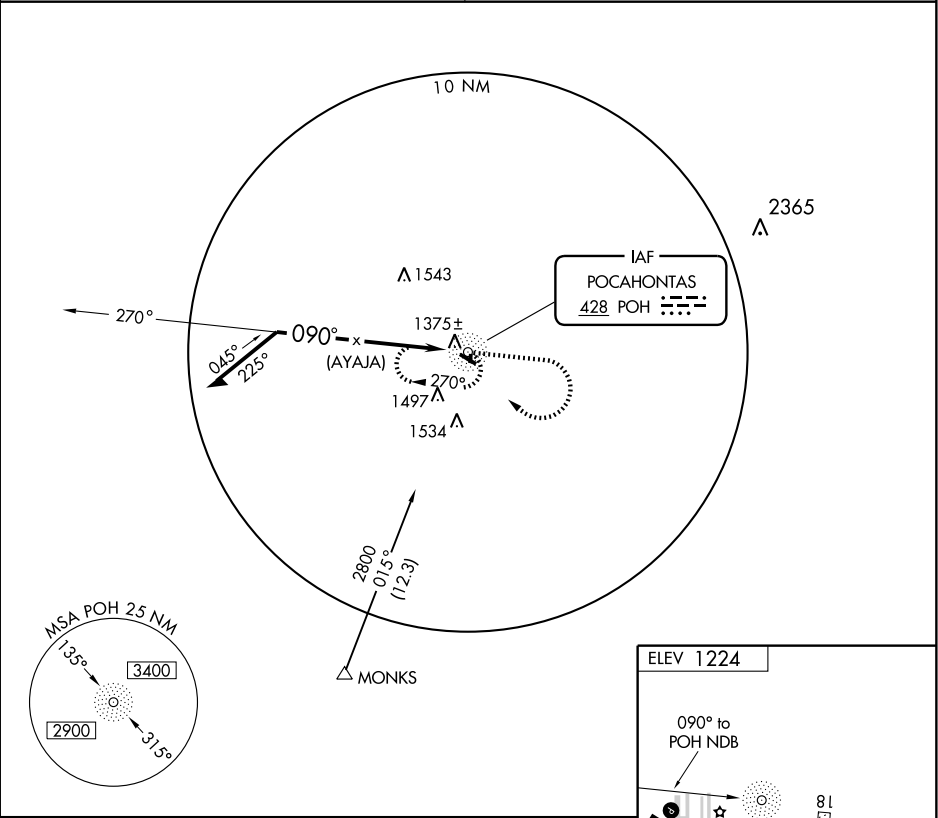 10 NM
2365
IAF
POCAHONTAS
428 POH
1543
1375±
270°
090°
x
(AYAJA)
045°
225°
270°
1497
1534
2800
015°
(12.3)
MONKS
MSA POH 25 NM
135°
3400
2900
315°
ELEV 1224
090° to
POH NDB
P
18